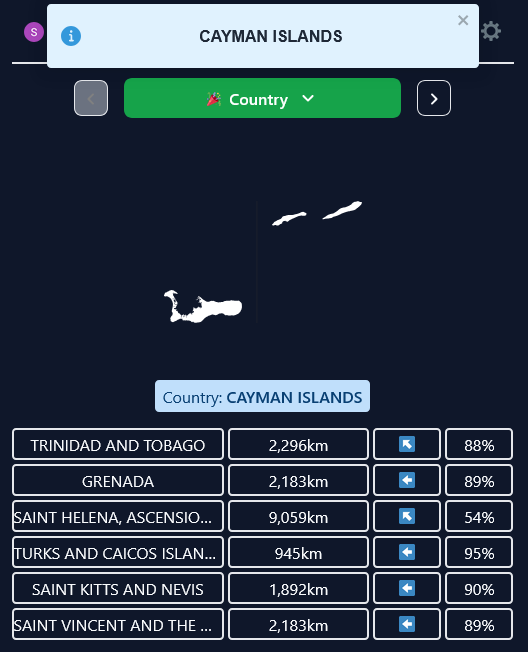 S
CAYMAN ISLANDS
×
🎉 Country
Country: CAYMAN ISLANDS
TRINIDAD AND TOBAGO 2,296km ↖️ 88%
GRENADA 2,183km ⬅️ 89%
SAINT HELENA, ASCENSIO... 9,059km ↖️ 54%
TURKS AND CAICOS ISLAN... 945km ⬅️ 95%
SAINT KITTS AND NEVIS 1,892km ⬅️ 90%
SAINT VINCENT AND THE ... 2,183km ⬅️ 89%